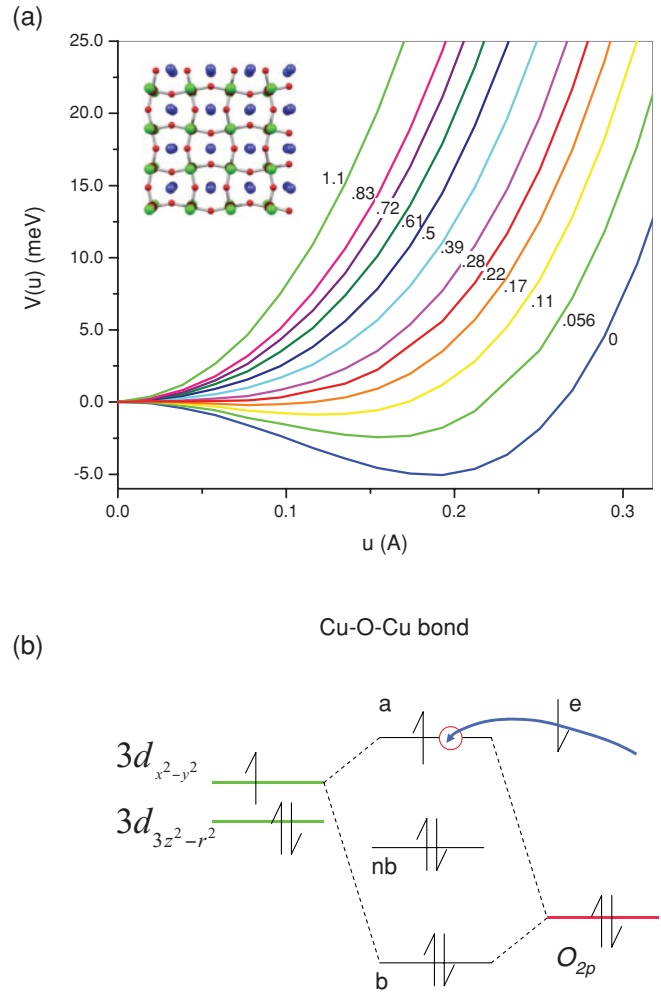 (a)
25.0
20.0
15.0
10.0
5.0
0.0
-5.0
V(u) (meV)
1.1
.83
.72
.61
.5
.39
.28
.22
.17
.11
.056
0
0.0 0.1 0.2 0.3
u (A)
Cu-O-Cu bond
(b)
a e
3d x²-y²
3d 3z²-r²
nb
b
O2p